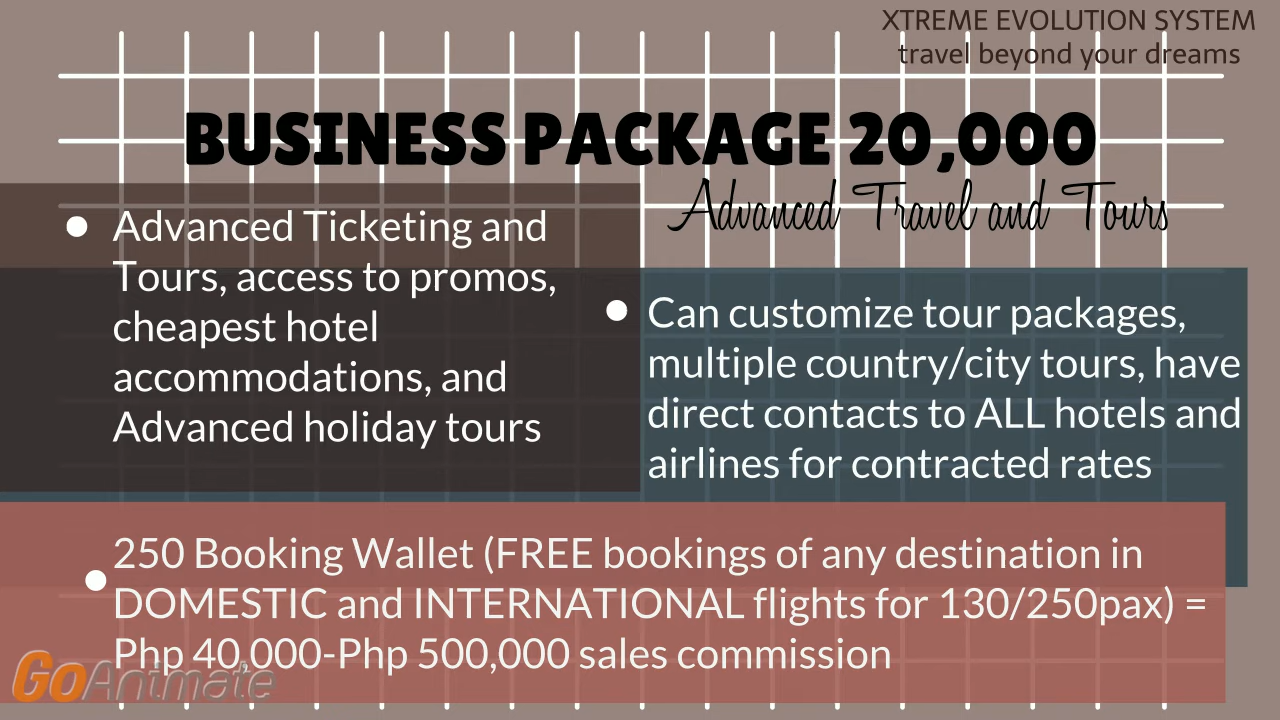 XTREME EVOLUTION SYSTEM
travel beyond your dreams
BUSINESS PACKAGE 20,000
Advanced Travel and Tours
• Advanced Ticketing and
Tours, access to promos,
cheapest hotel
accommodations, and
Advanced holiday tours
• Can customize tour packages,
multiple country/city tours, have
direct contacts to ALL hotels and
airlines for contracted rates
• 250 Booking Wallet (FREE bookings of any destination in
DOMESTIC and INTERNATIONAL flights for 130/250pax) =
Php 40,000-Php 500,000 sales commission
GoAnimate